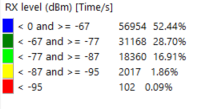 RX level (dBm) [Time/s]
< 0 and >= -67 56954 52.44%
< -67 and >= -77 31168 28.70%
< -77 and >= -87 18360 16.91%
< -87 and >= -95 2017 1.86%
< -95 102 0.09%